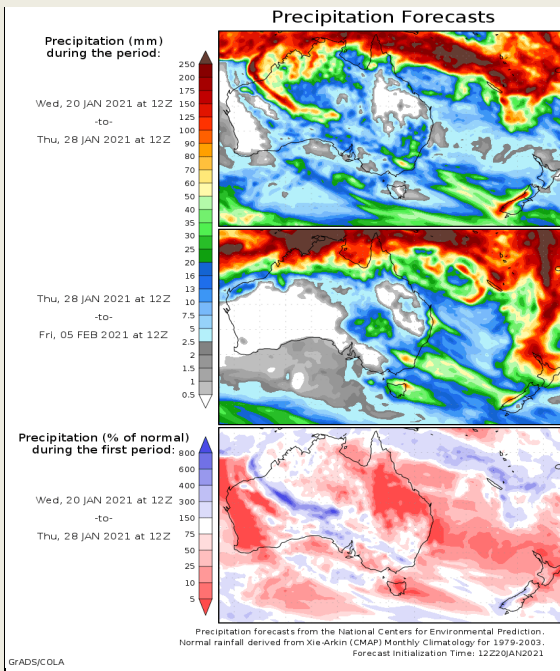 Precipitation Forecasts
Precipitation (mm)
during the period:
Wed, 20 JAN 2021 at 12Z
-to-
Thu, 28 JAN 2021 at 12Z
250
200
175
150
125
100
90
80
70
60
50
40
35
30
25
20
16
13
10
7.5
5
2.5
2
1.5
1
0.5
Thu, 28 JAN 2021 at 12Z
-to-
Fri, 05 FEB 2021 at 12Z
Precipitation (% of normal)
during the first period:
Wed, 20 JAN 2021 at 12Z
-to-
Thu, 28 JAN 2021 at 12Z
800
600
400
300
150
75
50
25
10
5
Precipitation forecasts from the National Centers for Environmental Prediction.
Normal rainfall derived from Xie-Arkin (CMAP) Monthly Climatology for 1979-2003.
Forecast Initialization Time: 12Z20JAN2021
GrADS/COLA